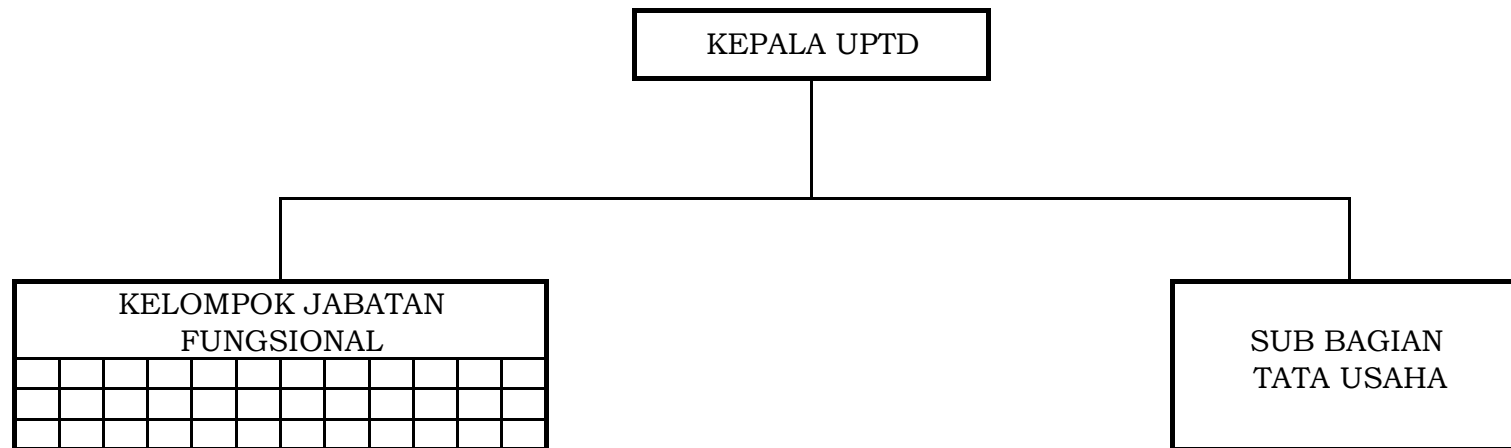 KEPALA UPTD
KELOMPOK JABATAN
FUNGSIONAL
SUB BAGIAN
TATA USAHA